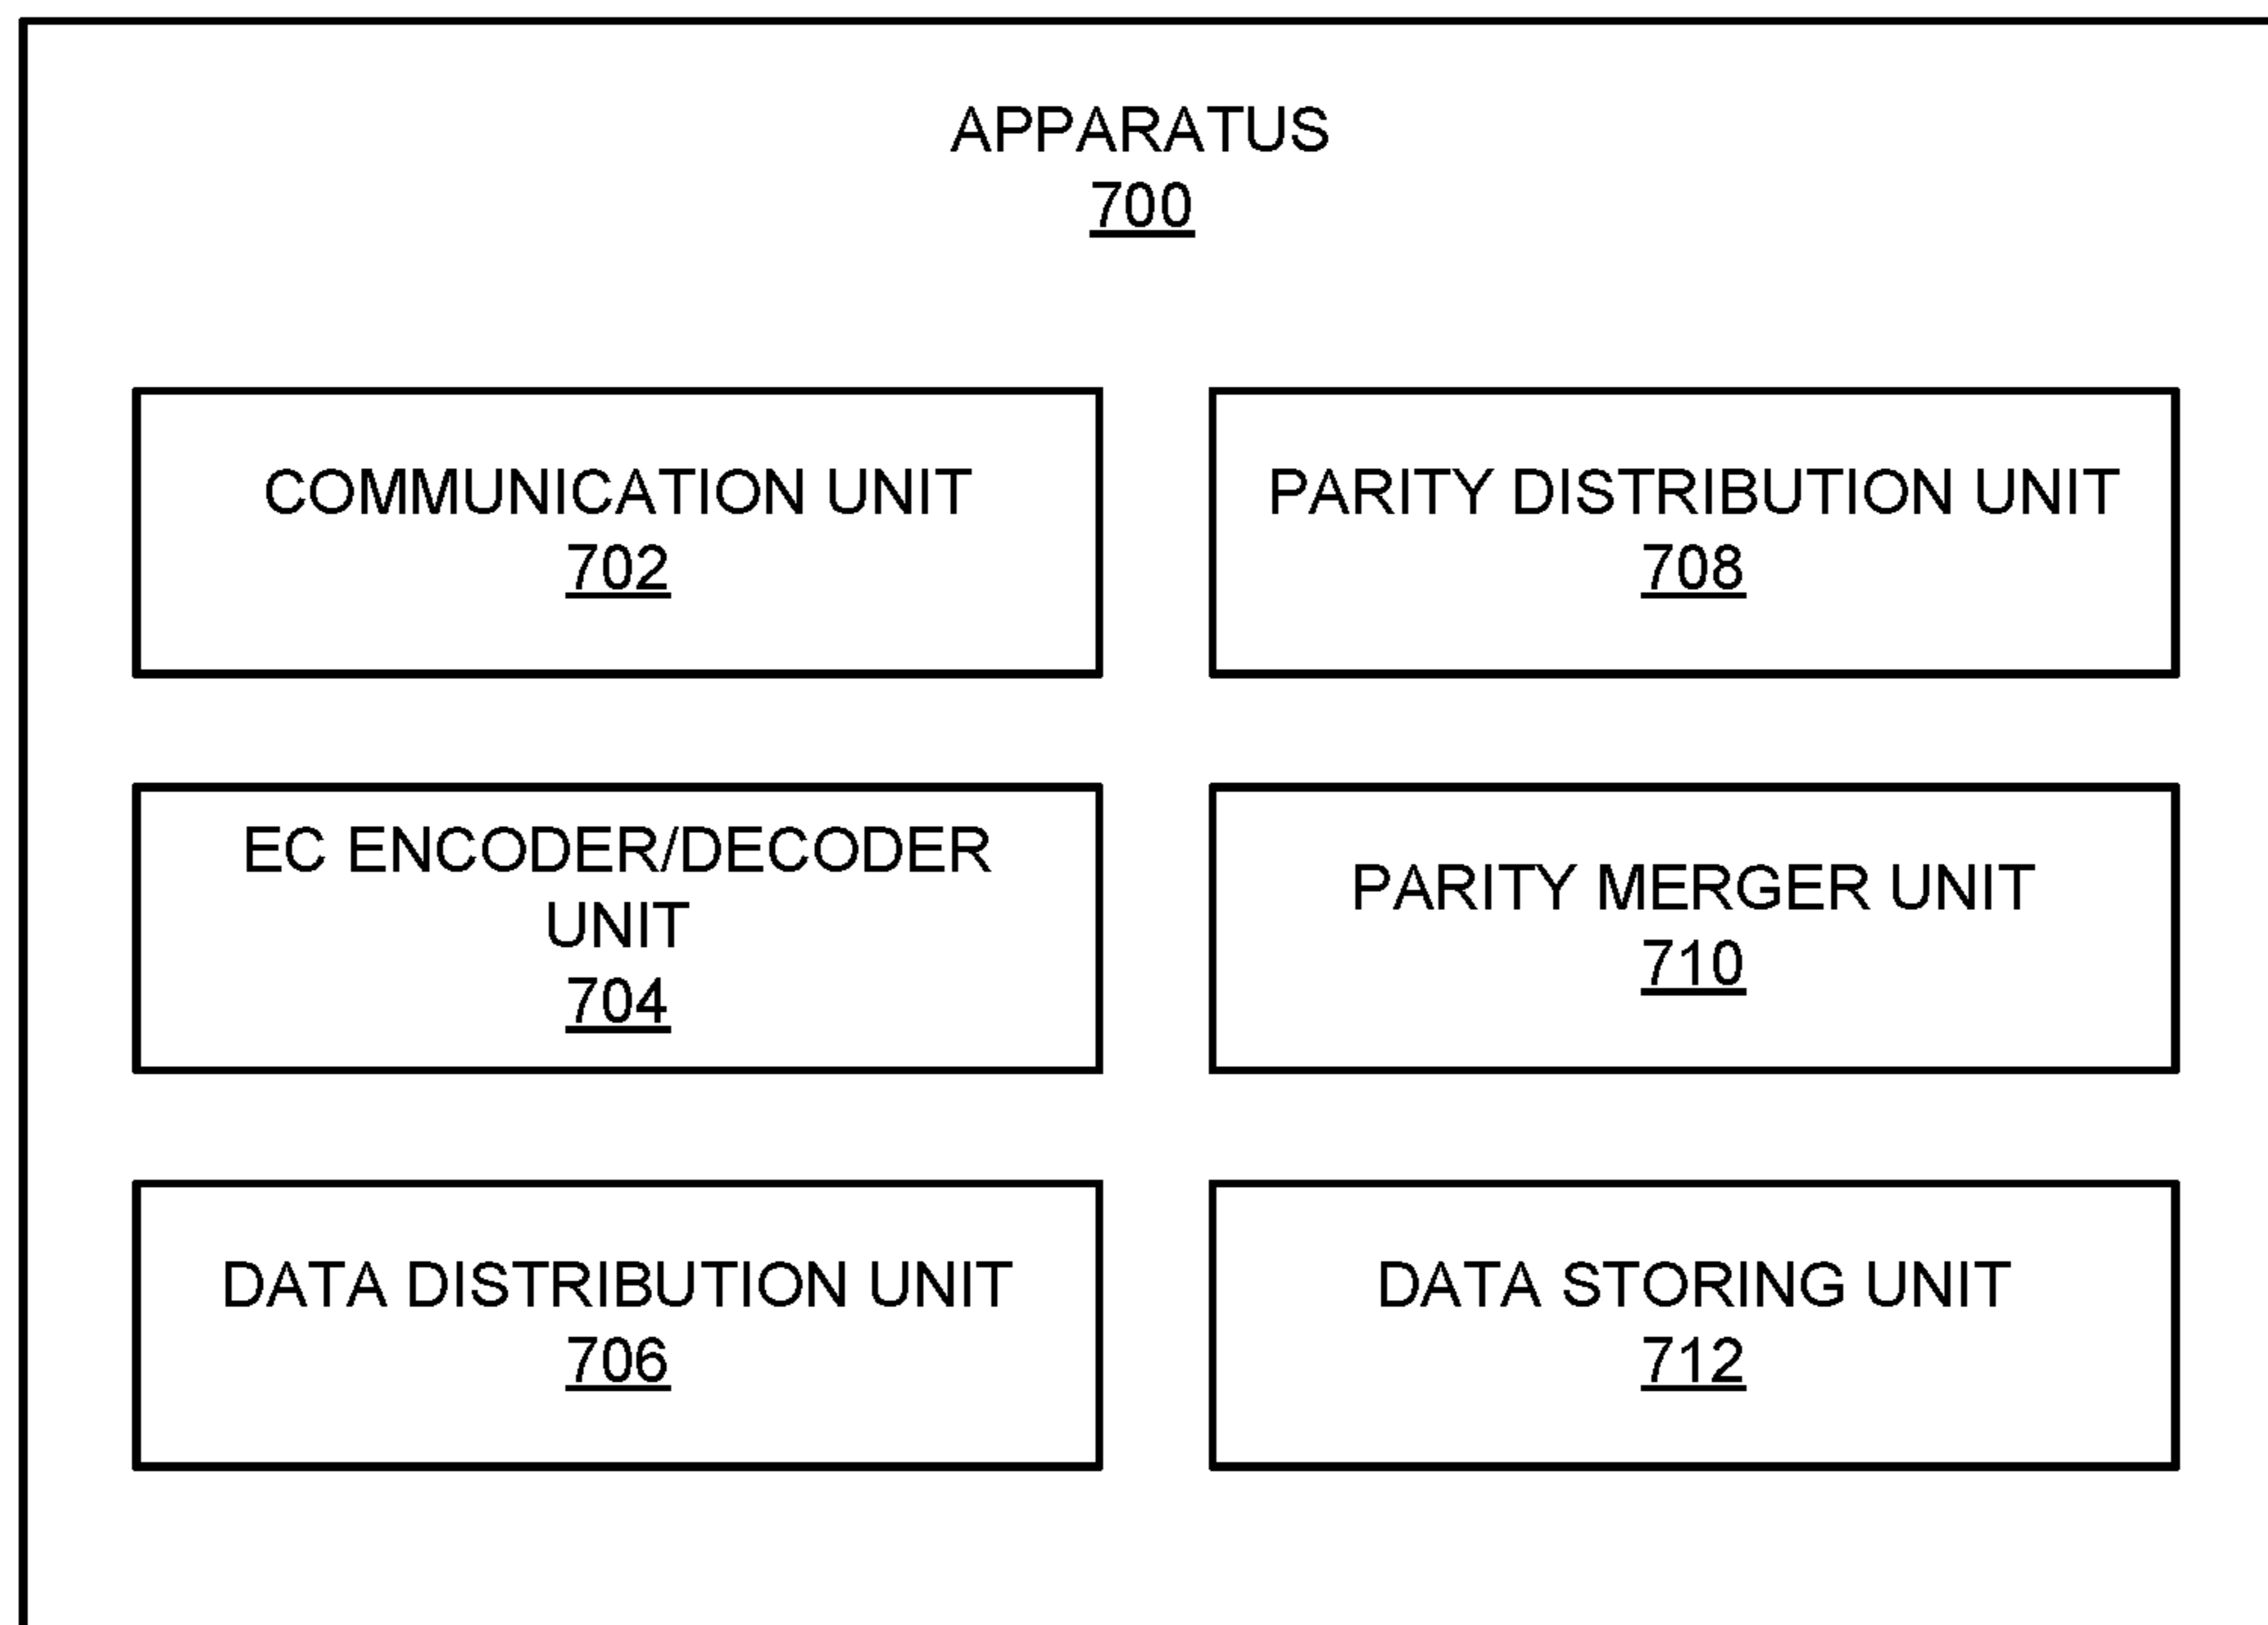 APPARATUS
700
COMMUNICATION UNIT
702
PARITY DISTRIBUTION UNIT
708
EC ENCODER/DECODER
UNIT
704
PARITY MERGER UNIT
710
DATA DISTRIBUTION UNIT
706
DATA STORING UNIT
712